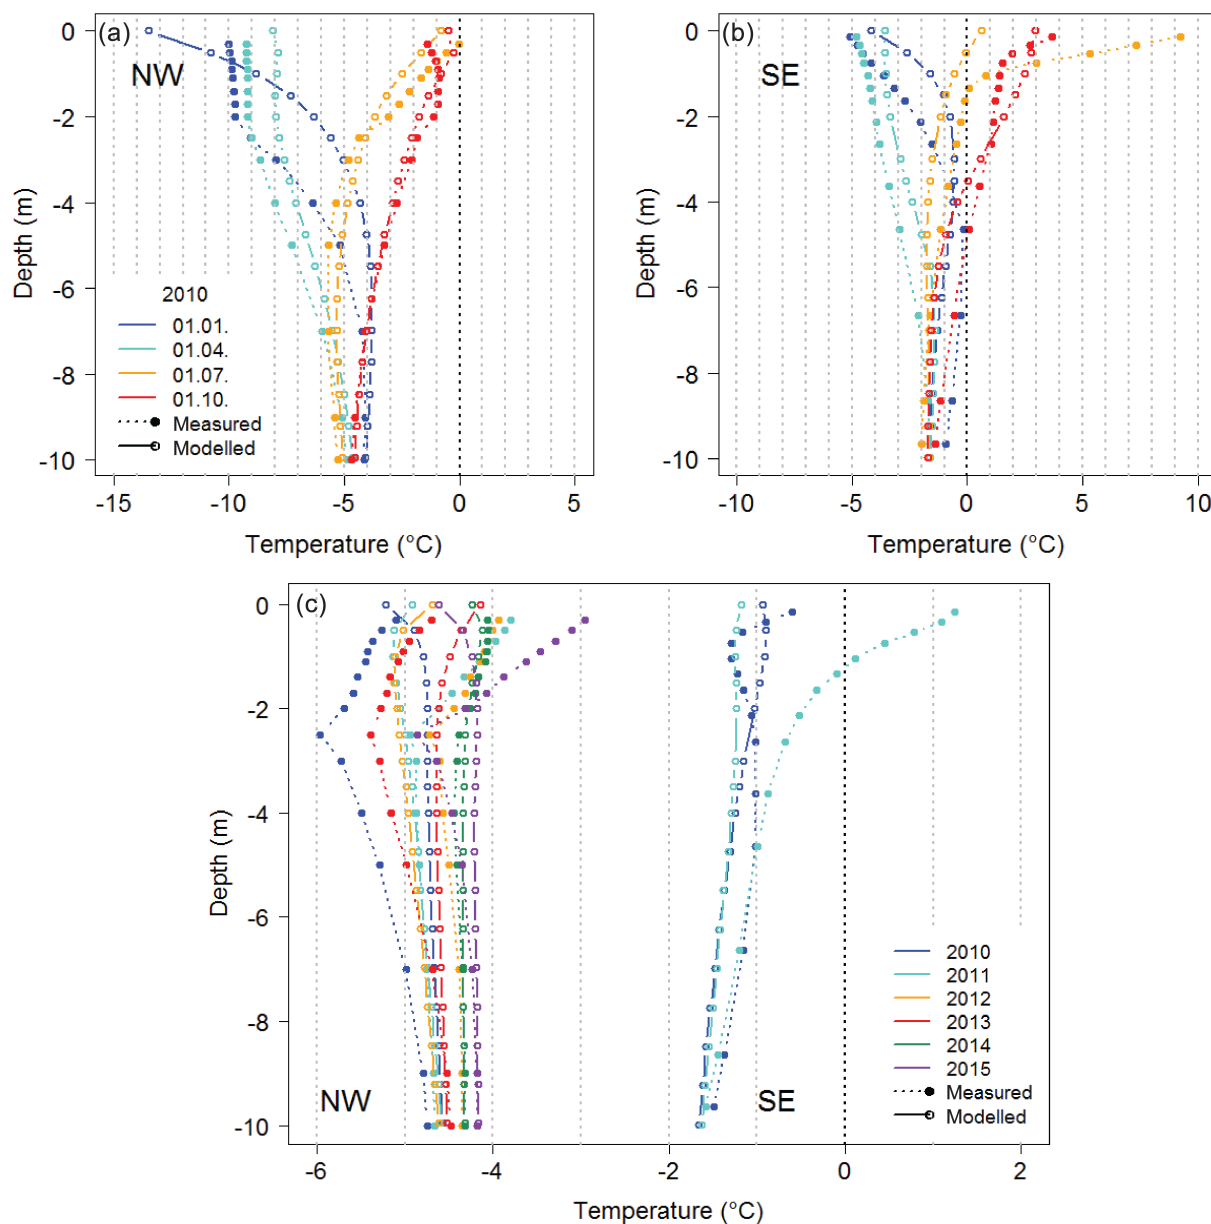 (a)
NW
0
-2
-4
-6
-8
-10
Depth (m)
2010
01.01.
01.04.
01.07.
01.10.
Measured
Modelled
-15
-10
-5
0
5
Temperature (°C)
(b)
SE
0
-2
-4
-6
-8
-10
Depth (m)
-10
-5
0
5
10
Temperature (°C)
(c)
0
-2
-4
-6
-8
-10
Depth (m)
NW
SE
2010
2011
2012
2013
2014
2015
Measured
Modelled
-6
-4
-2
0
2
Temperature (°C)